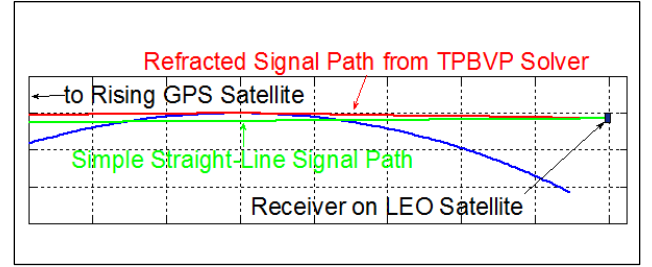 Refracted Signal Path from TPBVP Solver
to Rising GPS Satellite
Simple Straight-Line Signal Path
Receiver on LEO Satellite